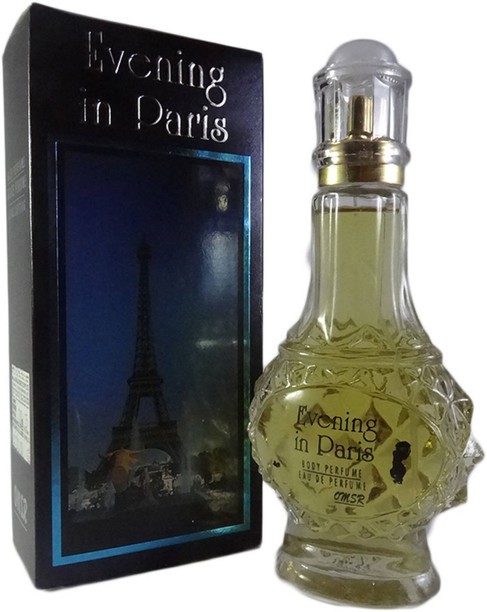 Evening
in Paris
Evening
in Paris
BODY PERFUME
EAU DE PERFUME
OMSR